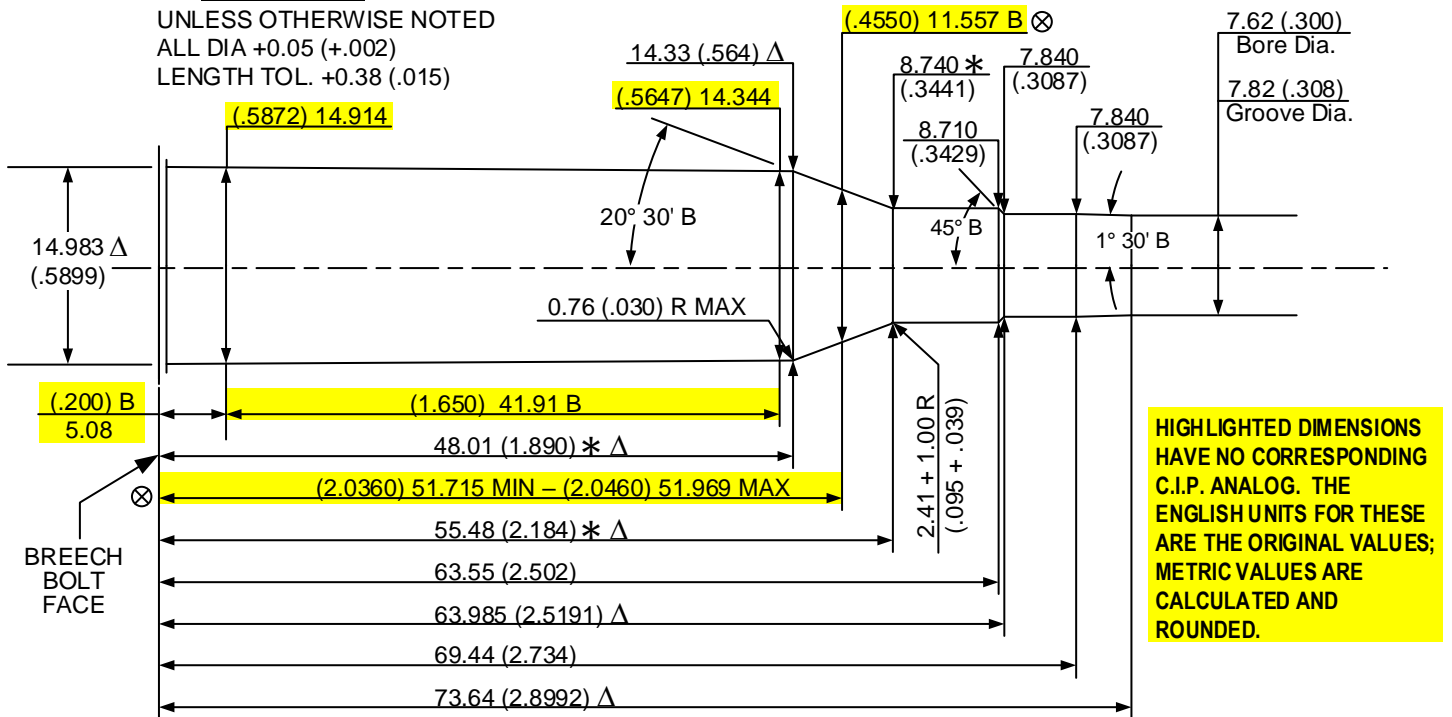 UNLESS OTHERWISE NOTED
ALL DIA +0.05 (+.002)
LENGTH TOL. +0.38 (.015)
(.4550) 11.557 B ⊗
7.62 (.300)
Bore Dia.
14.33 (.564) Δ
8.740 *
(.3441)
7.840
(.3087)
(.5872) 14.914
(.5647) 14.344
7.82 (.308)
Groove Dia.
8.710
(.3429)
7.840
(.3087)
20° 30' B
45° B
1° 30' B
14.983 Δ
(.5899)
0.76 (.030) R MAX
(.200) B
5.08
(1.650) 41.91 B
2.41 + 1.00 R
(.095 + .039)
48.01 (1.890) * Δ
⊗
(2.0360) 51.715 MIN – (2.0460) 51.969 MAX
55.48 (2.184) * Δ
BREECH
BOLT
FACE
63.55 (2.502)
63.985 (2.5191) Δ
69.44 (2.734)
73.64 (2.8992) Δ
HIGHLIGHTED DIMENSIONS
HAVE NO CORRESPONDING
C.I.P. ANALOG. THE
ENGLISH UNITS FOR THESE
ARE THE ORIGINAL VALUES;
METRIC VALUES ARE
CALCULATED AND
ROUNDED.